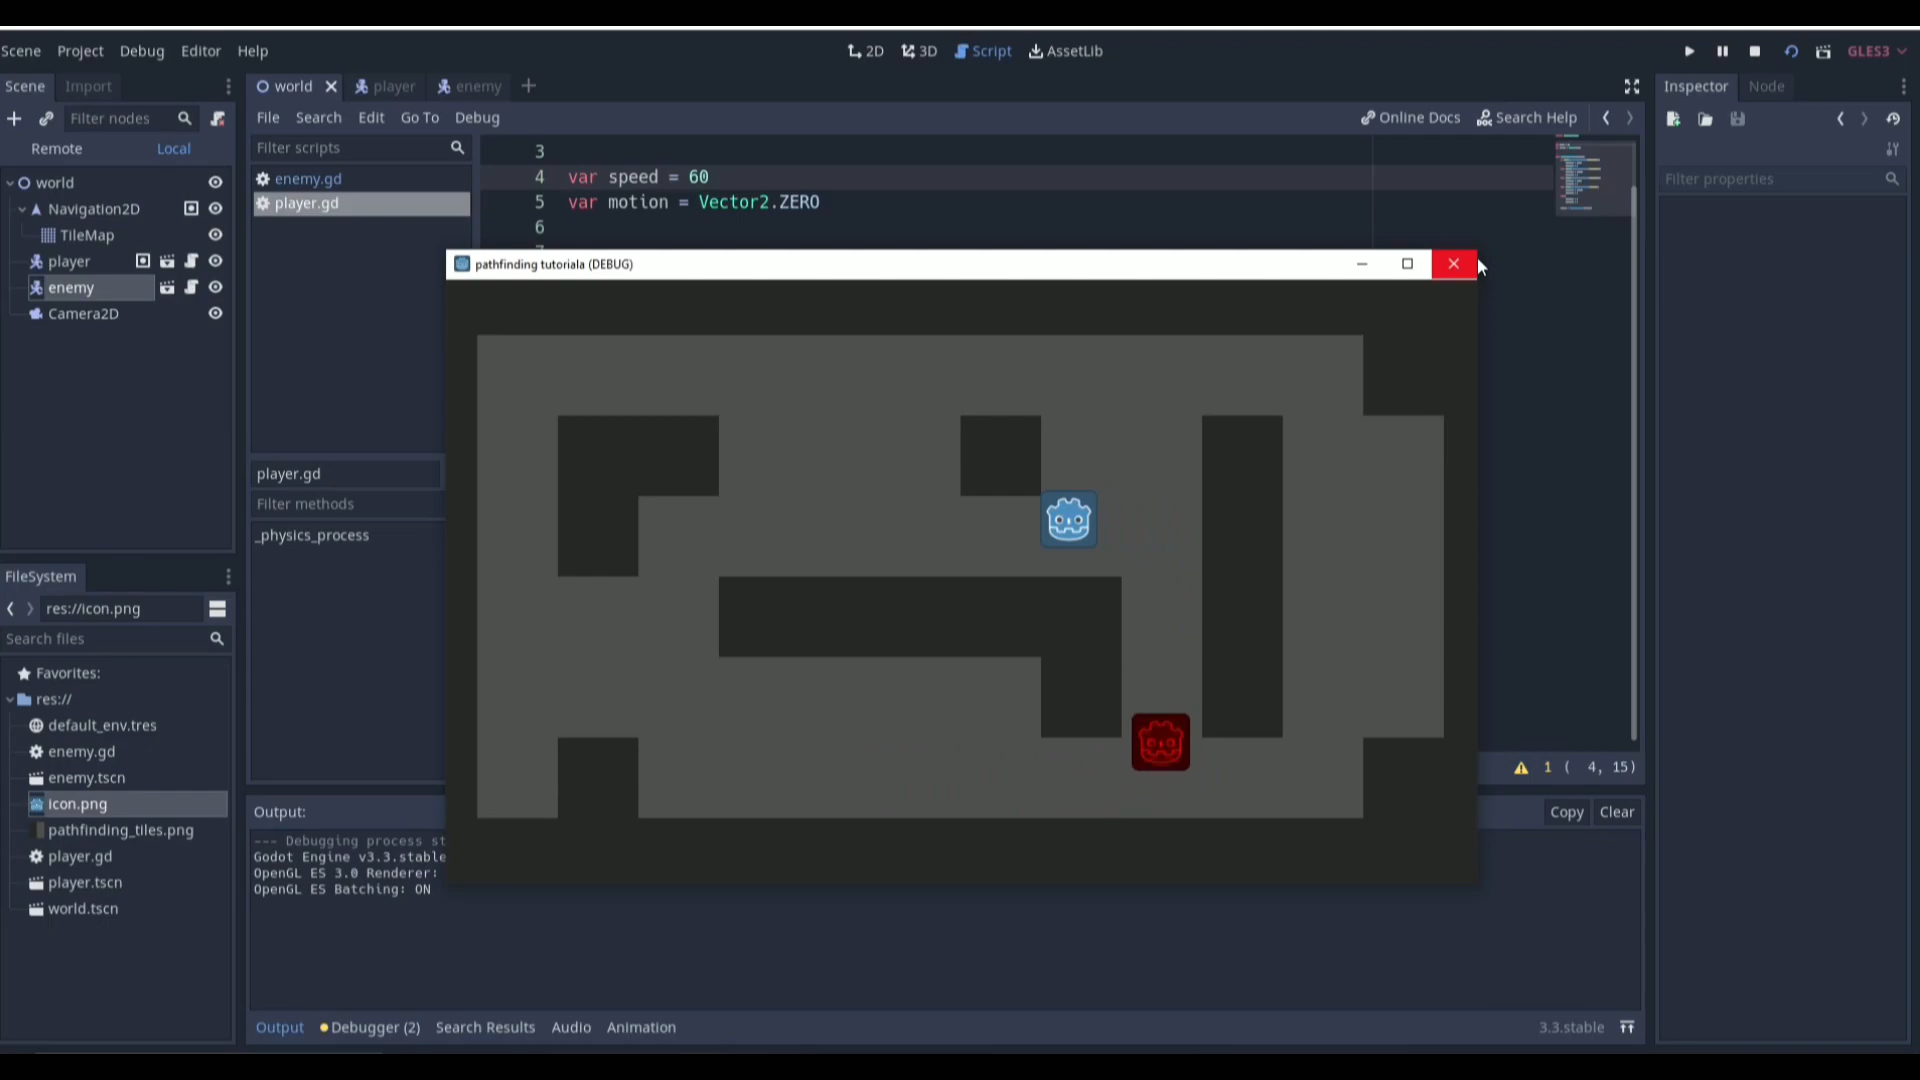 Scene Project Debug Editor Help
2D 3D Script AssetLib
GLES3
Scene Import
world player enemy
Inspector Node
Filter nodes
File Search Edit Go To Debug
Online Docs Search Help
Remote Local
Filter scripts
Filter properties
world
Navigation2D
TileMap
player
enemy
Camera2D
enemy.gd
player.gd
3
4 var speed = 60
5 var motion = Vector2.ZERO
6
pathfinding tutoriala (DEBUG)
player.gd
Filter methods
_physics_process
1 ( 4, 15)
FileSystem
res://icon.png
Search files
Favorites:
res://
default_env.tres
enemy.gd
enemy.tscn
icon.png
pathfinding_tiles.png
player.gd
player.tscn
world.tscn
Output:
Copy Clear
--- Debugging process st
Godot Engine v3.3.stable
OpenGL ES 3.0 Renderer:
OpenGL ES Batching: ON
Output Debugger (2) Search Results Audio Animation
3.3.stable